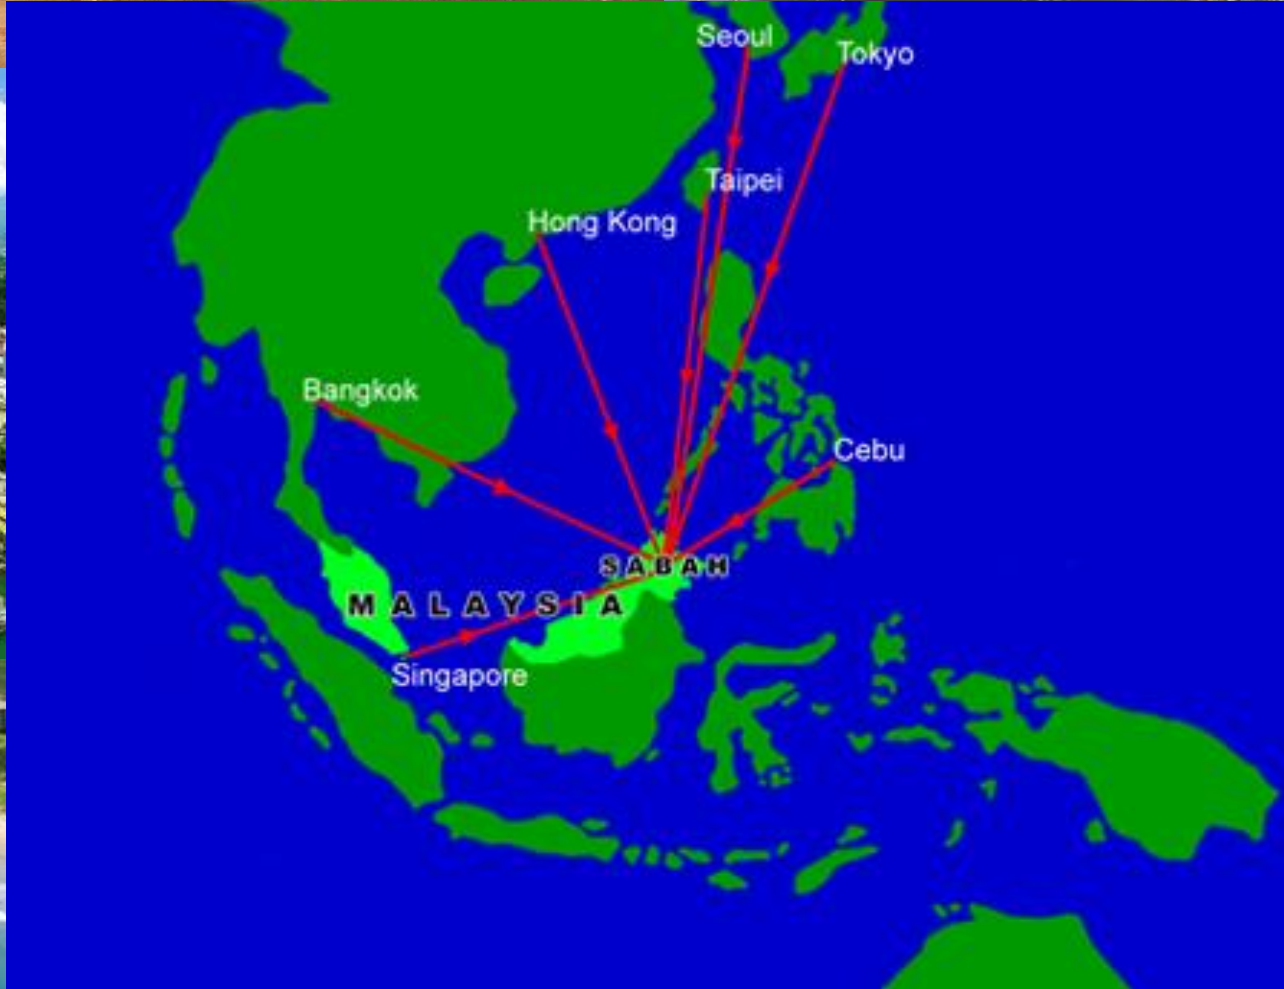 Seoul
Tokyo
Taipei
Hong Kong
Bangkok
Cebu
SABAH
MALAYSIA
Singapore